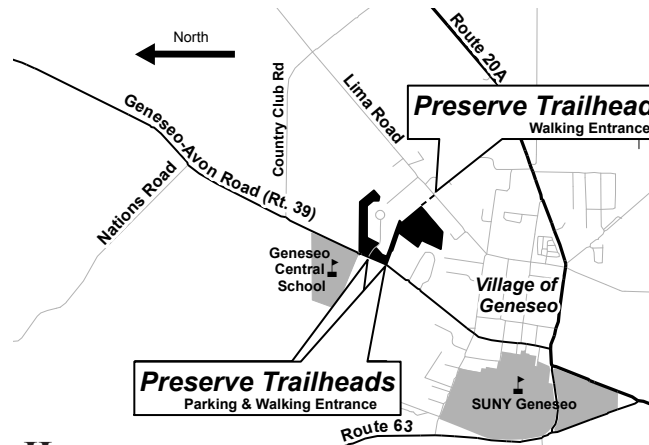 North
Route 20A
Country Club Rd
Lima Road
Preserve Trailhead
Walking Entrance
Geneseo-Avon Road (Rt. 39)
Nations Road
Geneseo
Central
School
Village of
Geneseo
Preserve Trailheads
Parking & Walking Entrance
SUNY Geneseo
Route 63